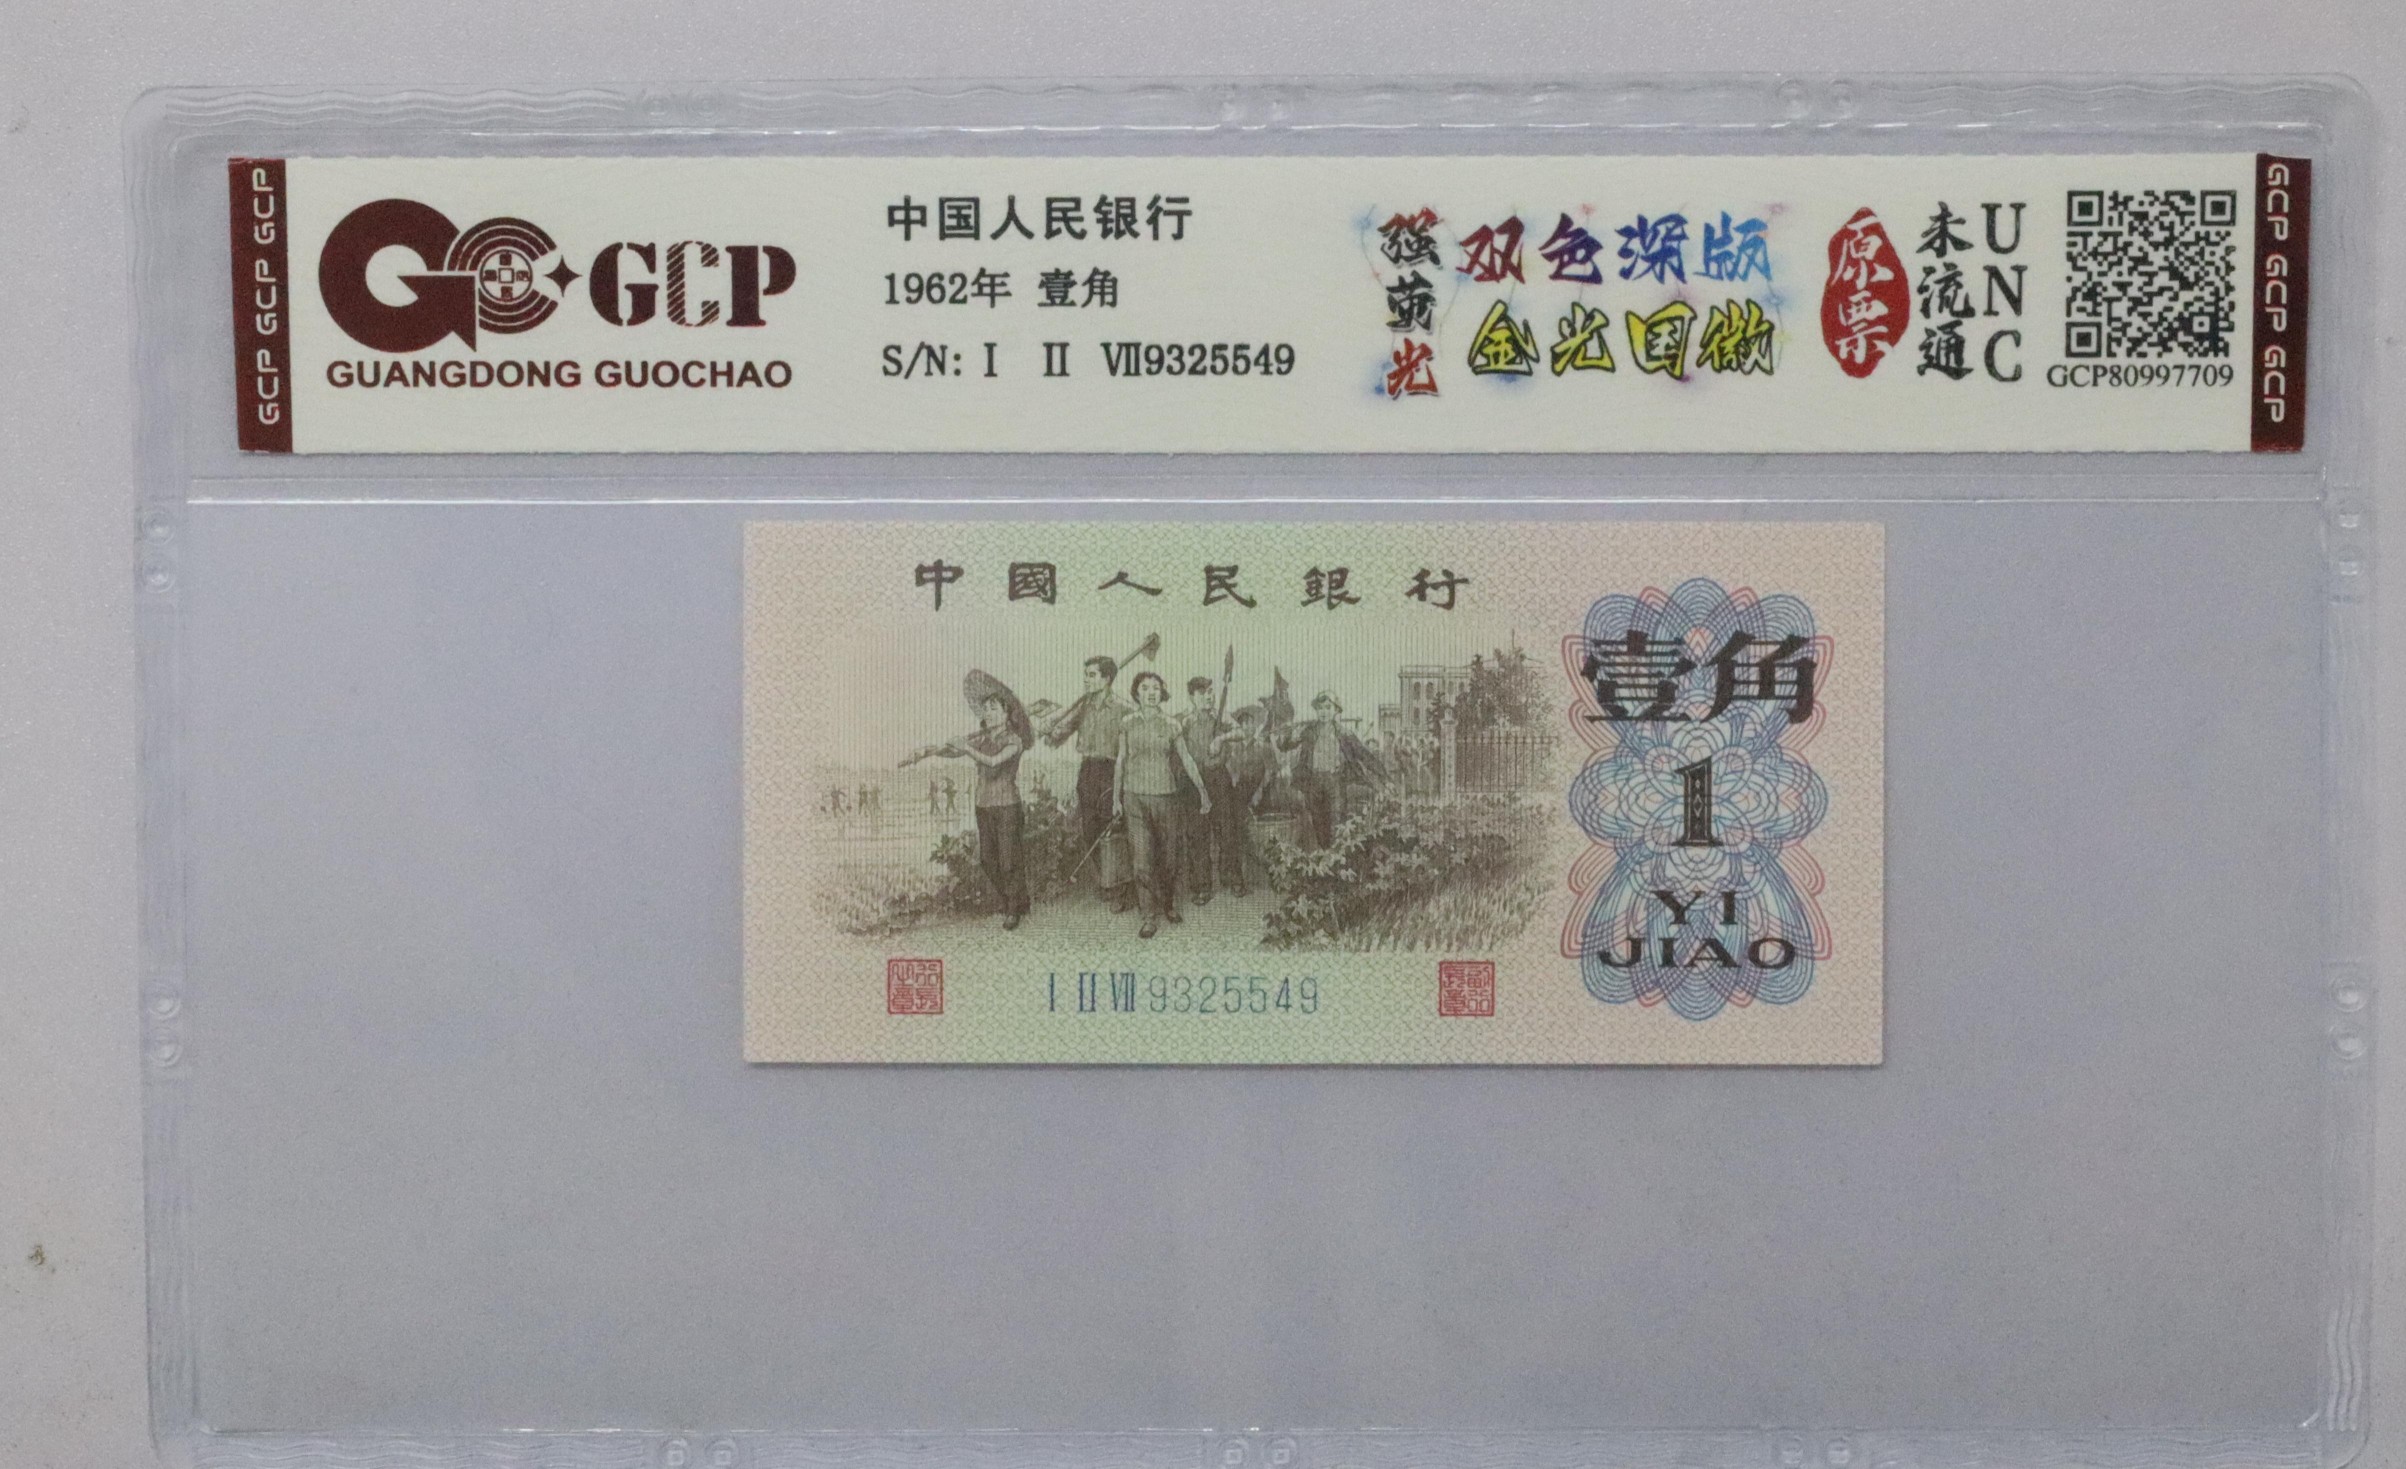 GCP GCP GCP
GCP
GUANGDONG GUOCHAO
中国人民银行
1962年 壹角
S/N: Ⅰ Ⅱ Ⅶ9325549
强荧光
双色深版
金光国徽
原票
未流通
UNC
GCP80997709
GCP GCP GCP
中國人民銀行
壹角
1
YI
JIAO
Ⅰ Ⅱ Ⅶ 9325549